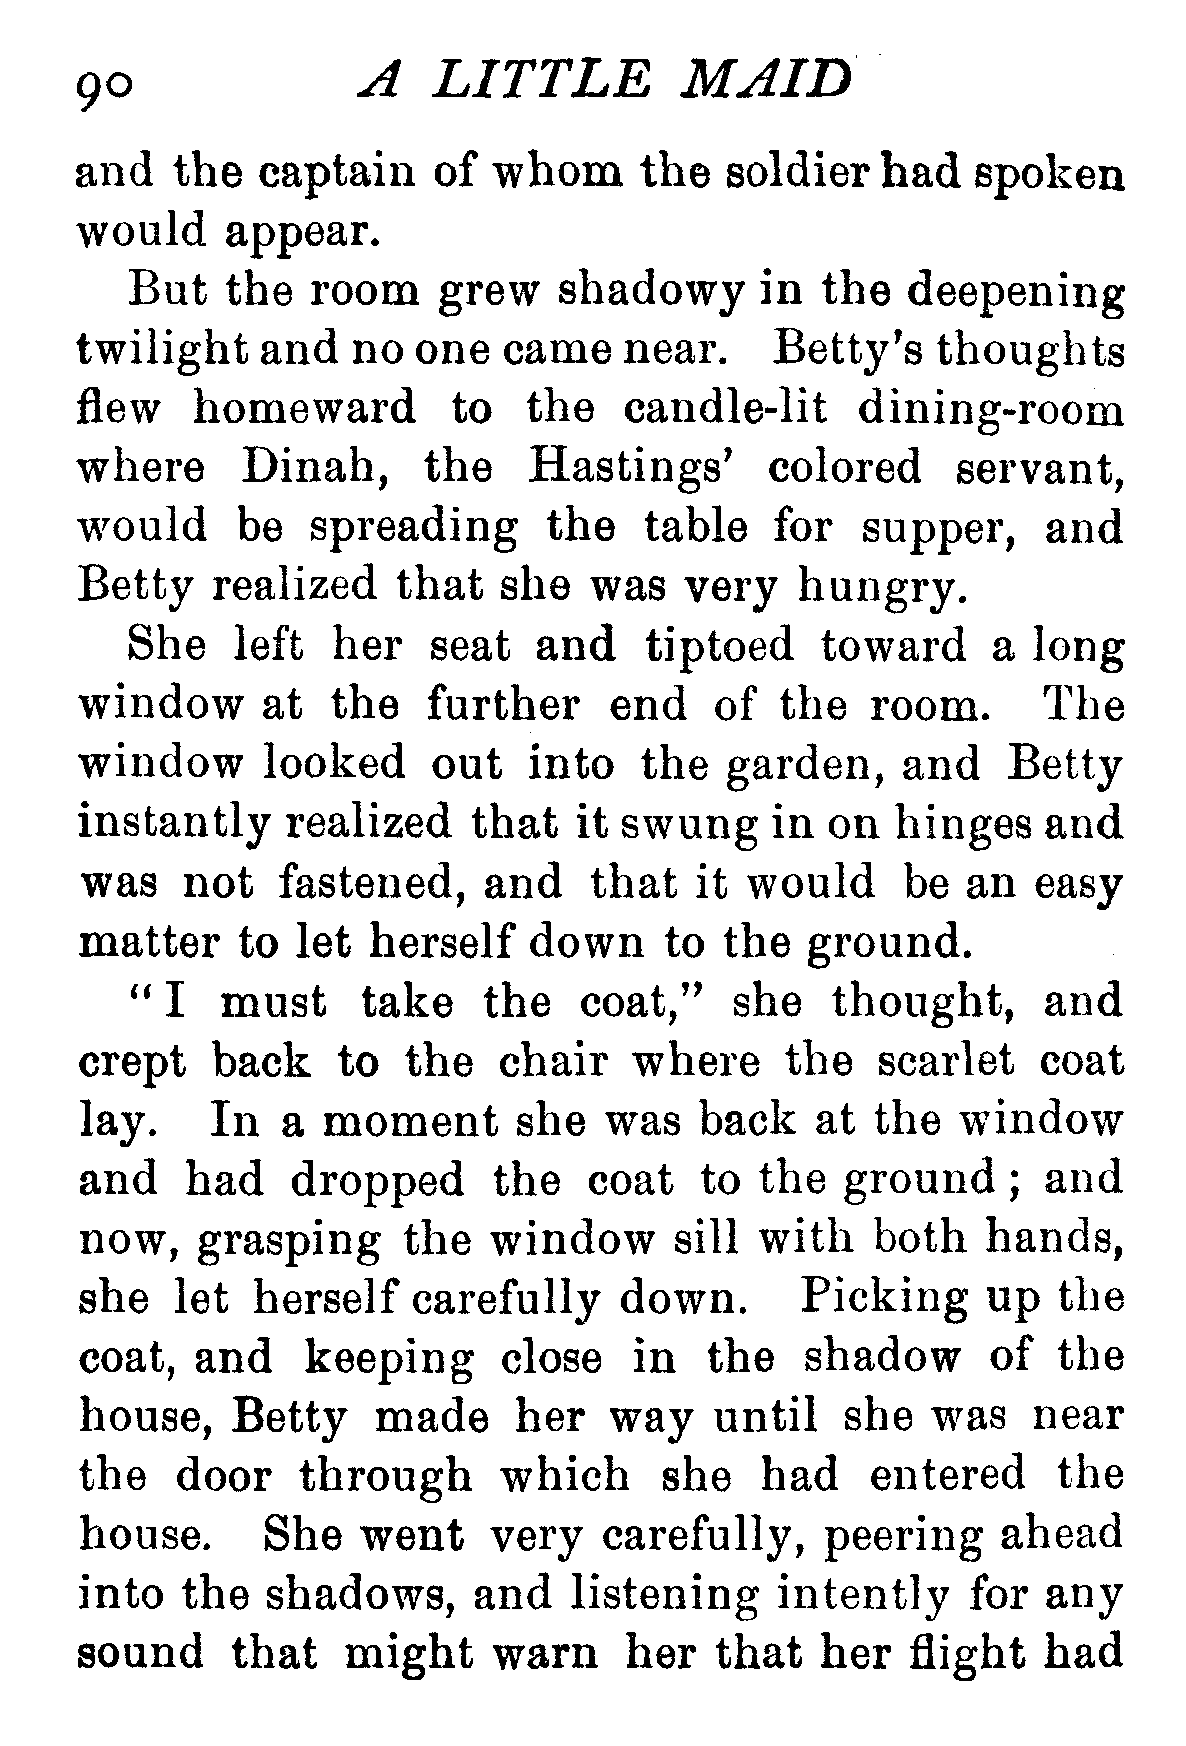 90 A LITTLE MAID
and the captain of whom the soldier had spoken
would appear.
But the room grew shadowy in the deepening
twilight and no one came near. Betty's thoughts
flew homeward to the candle-lit dining-room
where Dinah, the Hastings' colored servant,
would be spreading the table for supper, and
Betty realized that she was very hungry.
She left her seat and tiptoed toward a long
window at the further end of the room. The
window looked out into the garden, and Betty
instantly realized that it swung in on hinges and
was not fastened, and that it would be an easy
matter to let herself down to the ground.
“ I must take the coat,” she thought, and
crept back to the chair where the scarlet coat
lay. In a moment she was back at the window
and had dropped the coat to the ground ; and
now, grasping the window sill with both hands,
she let herself carefully down. Picking up the
coat, and keeping close in the shadow of the
house, Betty made her way until she was near
the door through which she had entered the
house. She went very carefully, peering ahead
into the shadows, and listening intently for any
sound that might warn her that her flight had